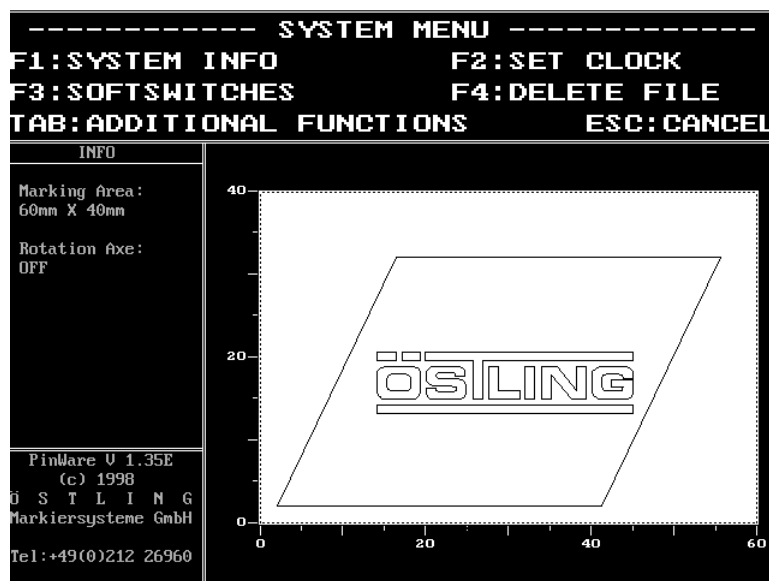 ------------ SYSTEM MENU -------------
F1:SYSTEM INFO F2:SET CLOCK
F3:SOFTSWITCHES F4:DELETE FILE
TAB:ADDITIONAL FUNCTIONS ESC:CANCEL
INFO
Marking Area:
60mm X 40mm
Rotation Axe:
OFF
PinWare V 1.35E
(c) 1998
Ö S T L I N G
Markiersysteme GmbH
Tel:+49(0)212 26960
40
20
0
ÖSTLING
0 20 40 60